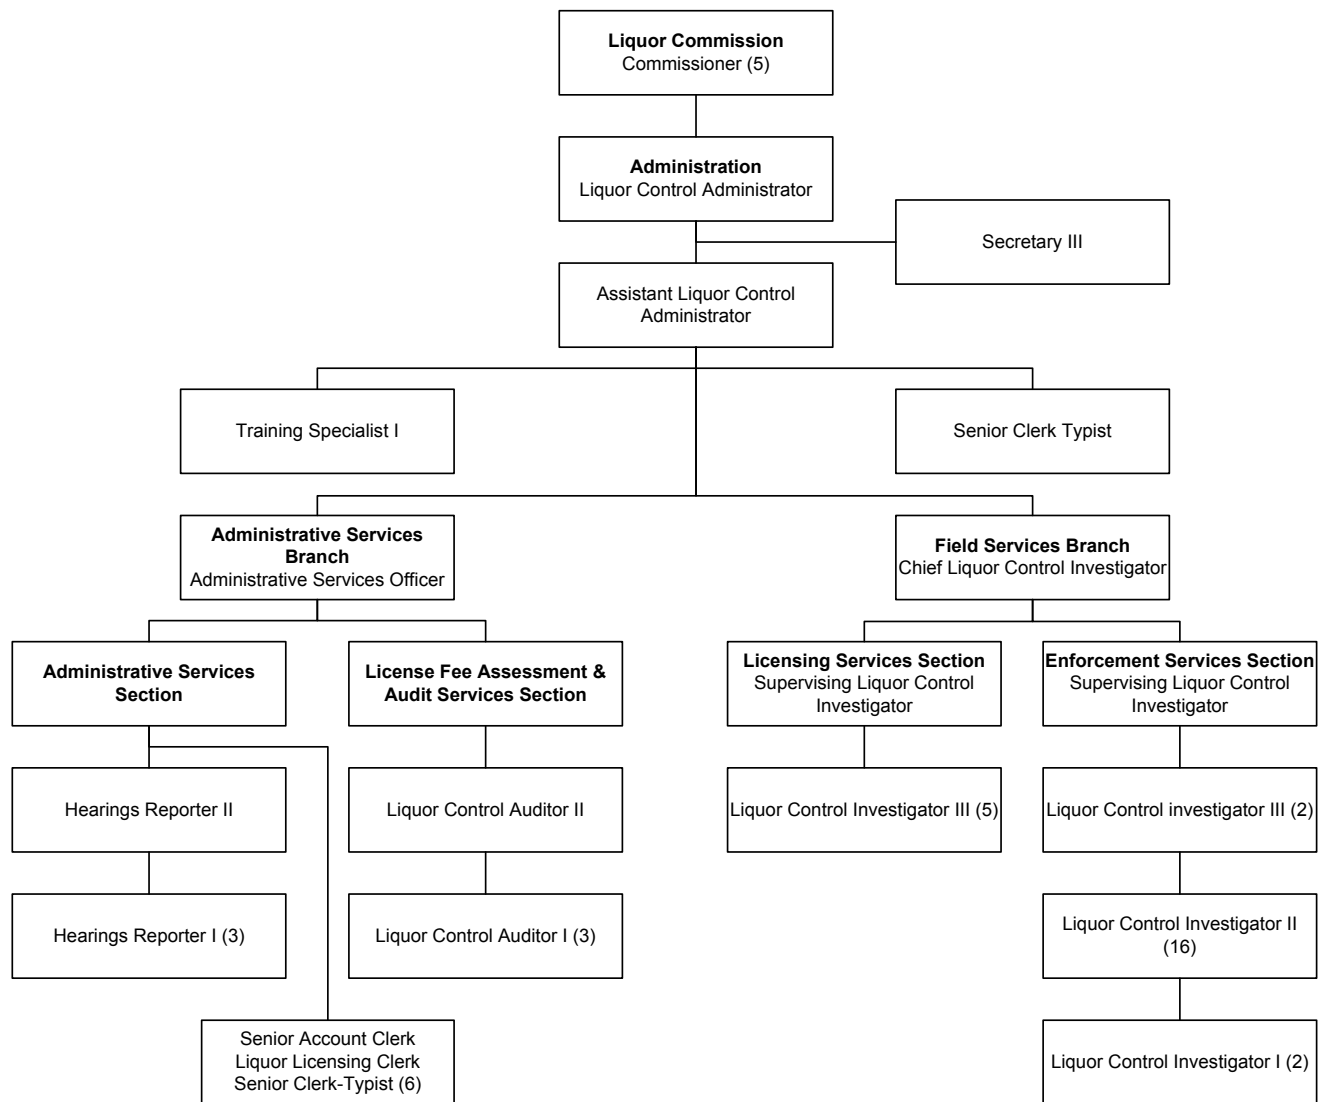 Liquor Commission
Commissioner (5)
Administration
Liquor Control Administrator
Secretary III
Assistant Liquor Control
Administrator
Training Specialist I
Senior Clerk Typist
Administrative Services
Branch
Administrative Services Officer
Field Services Branch
Chief Liquor Control Investigator
Administrative Services
Section
License Fee Assessment &
Audit Services Section
Licensing Services Section
Supervising Liquor Control
Investigator
Enforcement Services Section
Supervising Liquor Control
Investigator
Hearings Reporter II
Liquor Control Auditor II
Liquor Control Investigator III (5)
Liquor Control investigator III (2)
Hearings Reporter I (3)
Liquor Control Auditor I (3)
Liquor Control Investigator II
(16)
Senior Account Clerk
Liquor Licensing Clerk
Senior Clerk-Typist (6)
Liquor Control Investigator I (2)